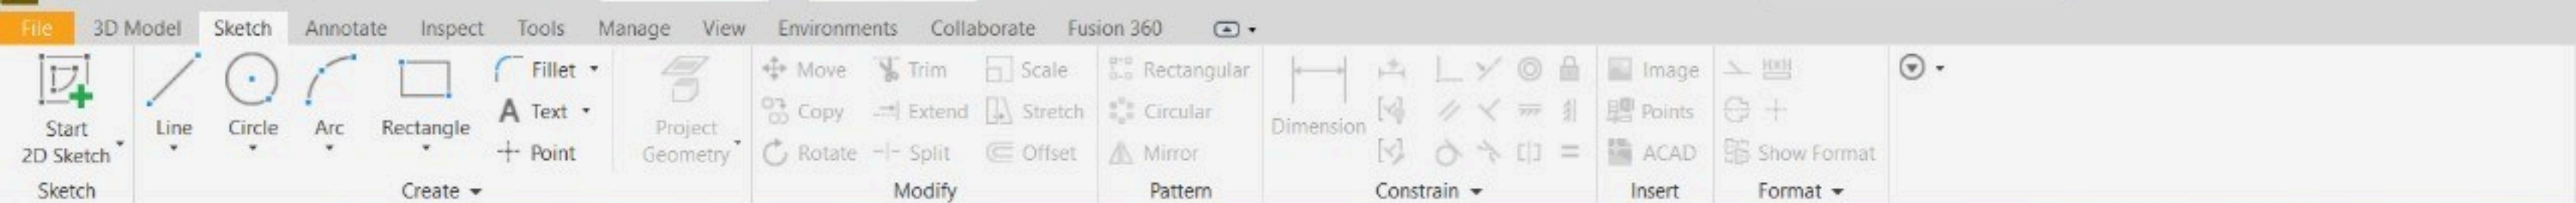 File 3D Model Sketch Annotate Inspect Tools Manage View Environments Collaborate Fusion 360
Start
2D Sketch
Line
Circle
Arc
Rectangle
Fillet
A Text
Point
Project
Geometry
Move
Trim
Scale
Copy
Extend
Stretch
Rotate
Split
Offset
Rectangular
Circular
Mirror
Dimension
Image
Points
ACAD
Show Format
Sketch
Create
Modify
Pattern
Constrain
Insert
Format